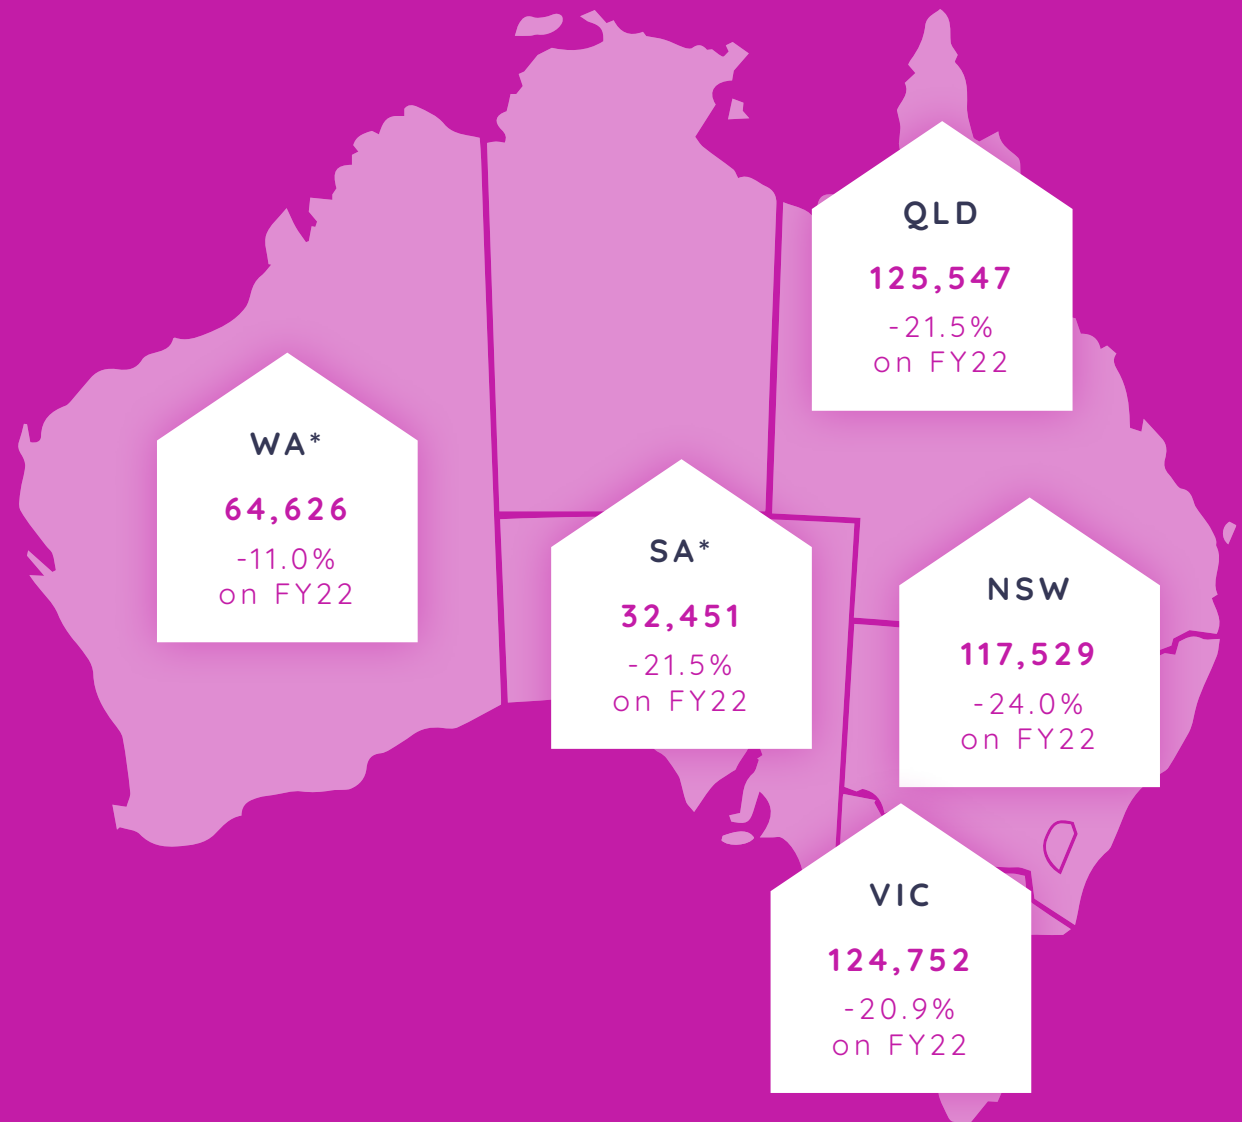 QLD
125,547
-21.5%
on FY22
WA*
64,626
-11.0%
on FY22
SA*
32,451
-21.5%
on FY22
NSW
117,529
-24.0%
on FY22
VIC
124,752
-20.9%
on FY22